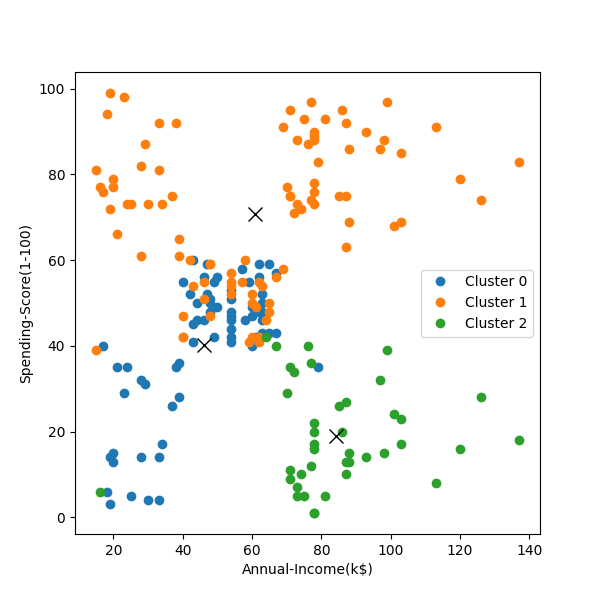 100
80
60
40
20
0
Spending-Score(1-100)
Cluster 0
Cluster 1
Cluster 2
20 40 60 80 100 120 140
Annual-Income(k$)